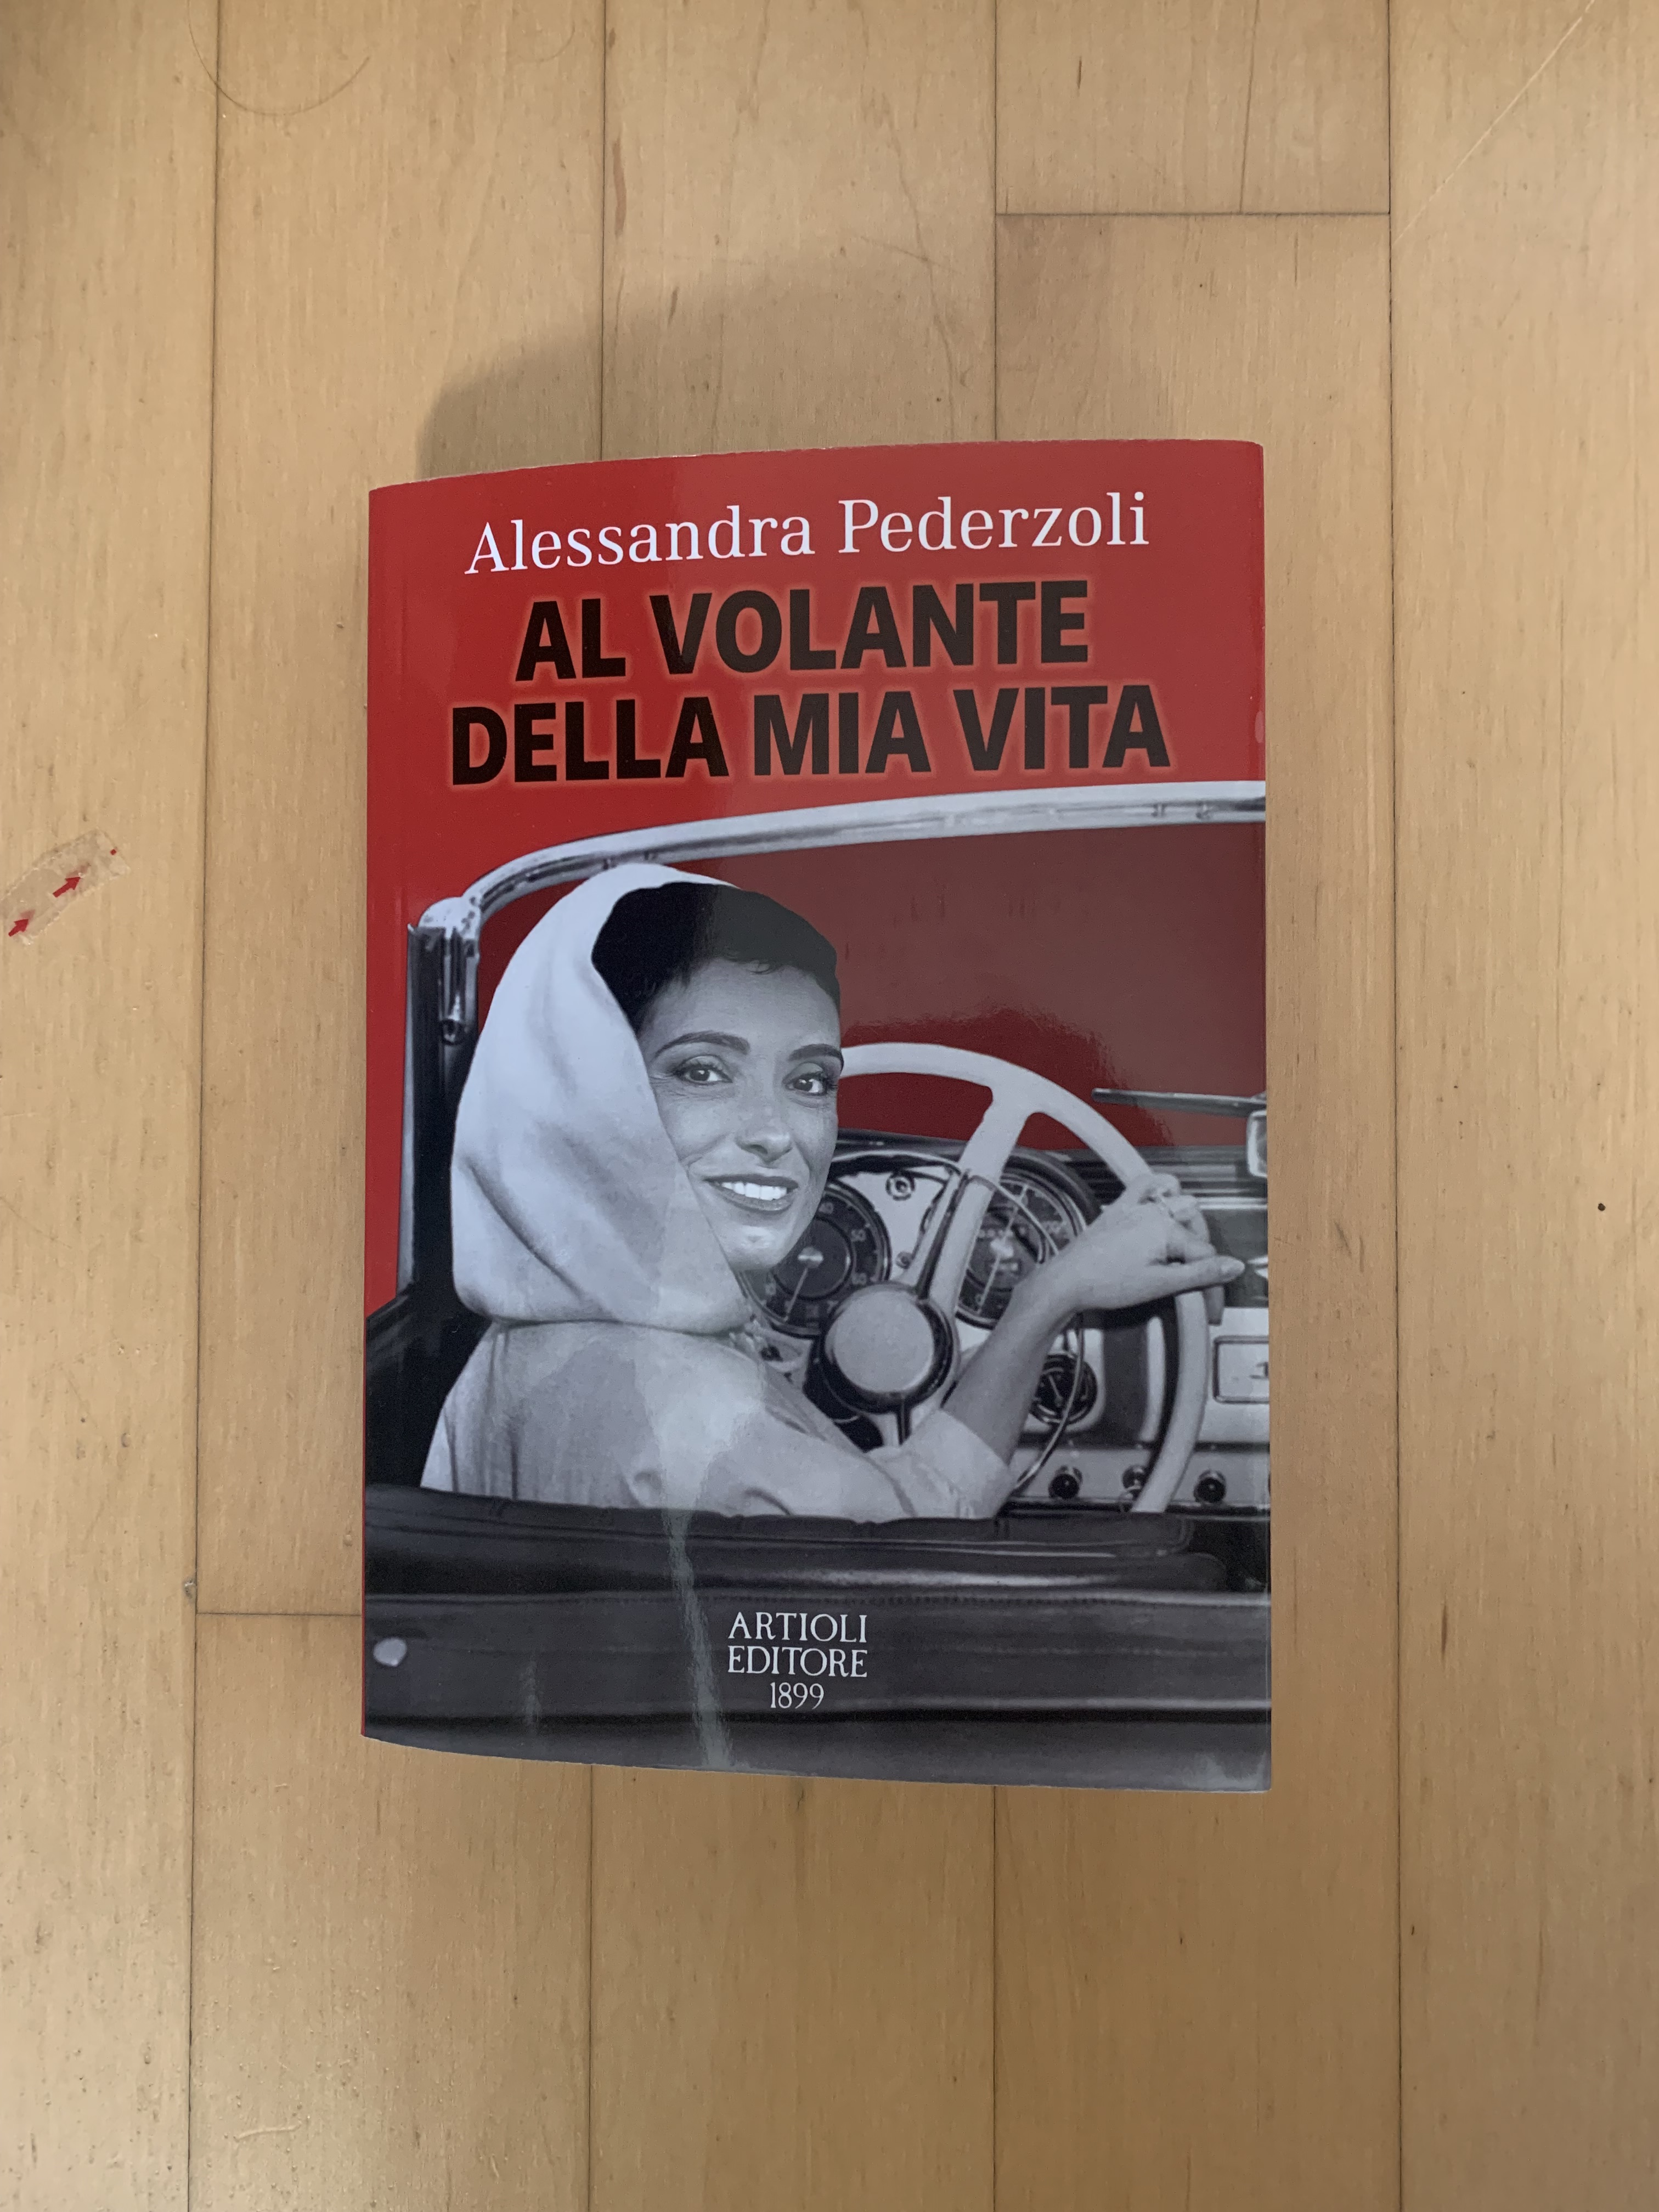 Alessandra Pederzoli
AL VOLANTE
DELLA MIA VITA
ARTIOLI
EDITORE
1899